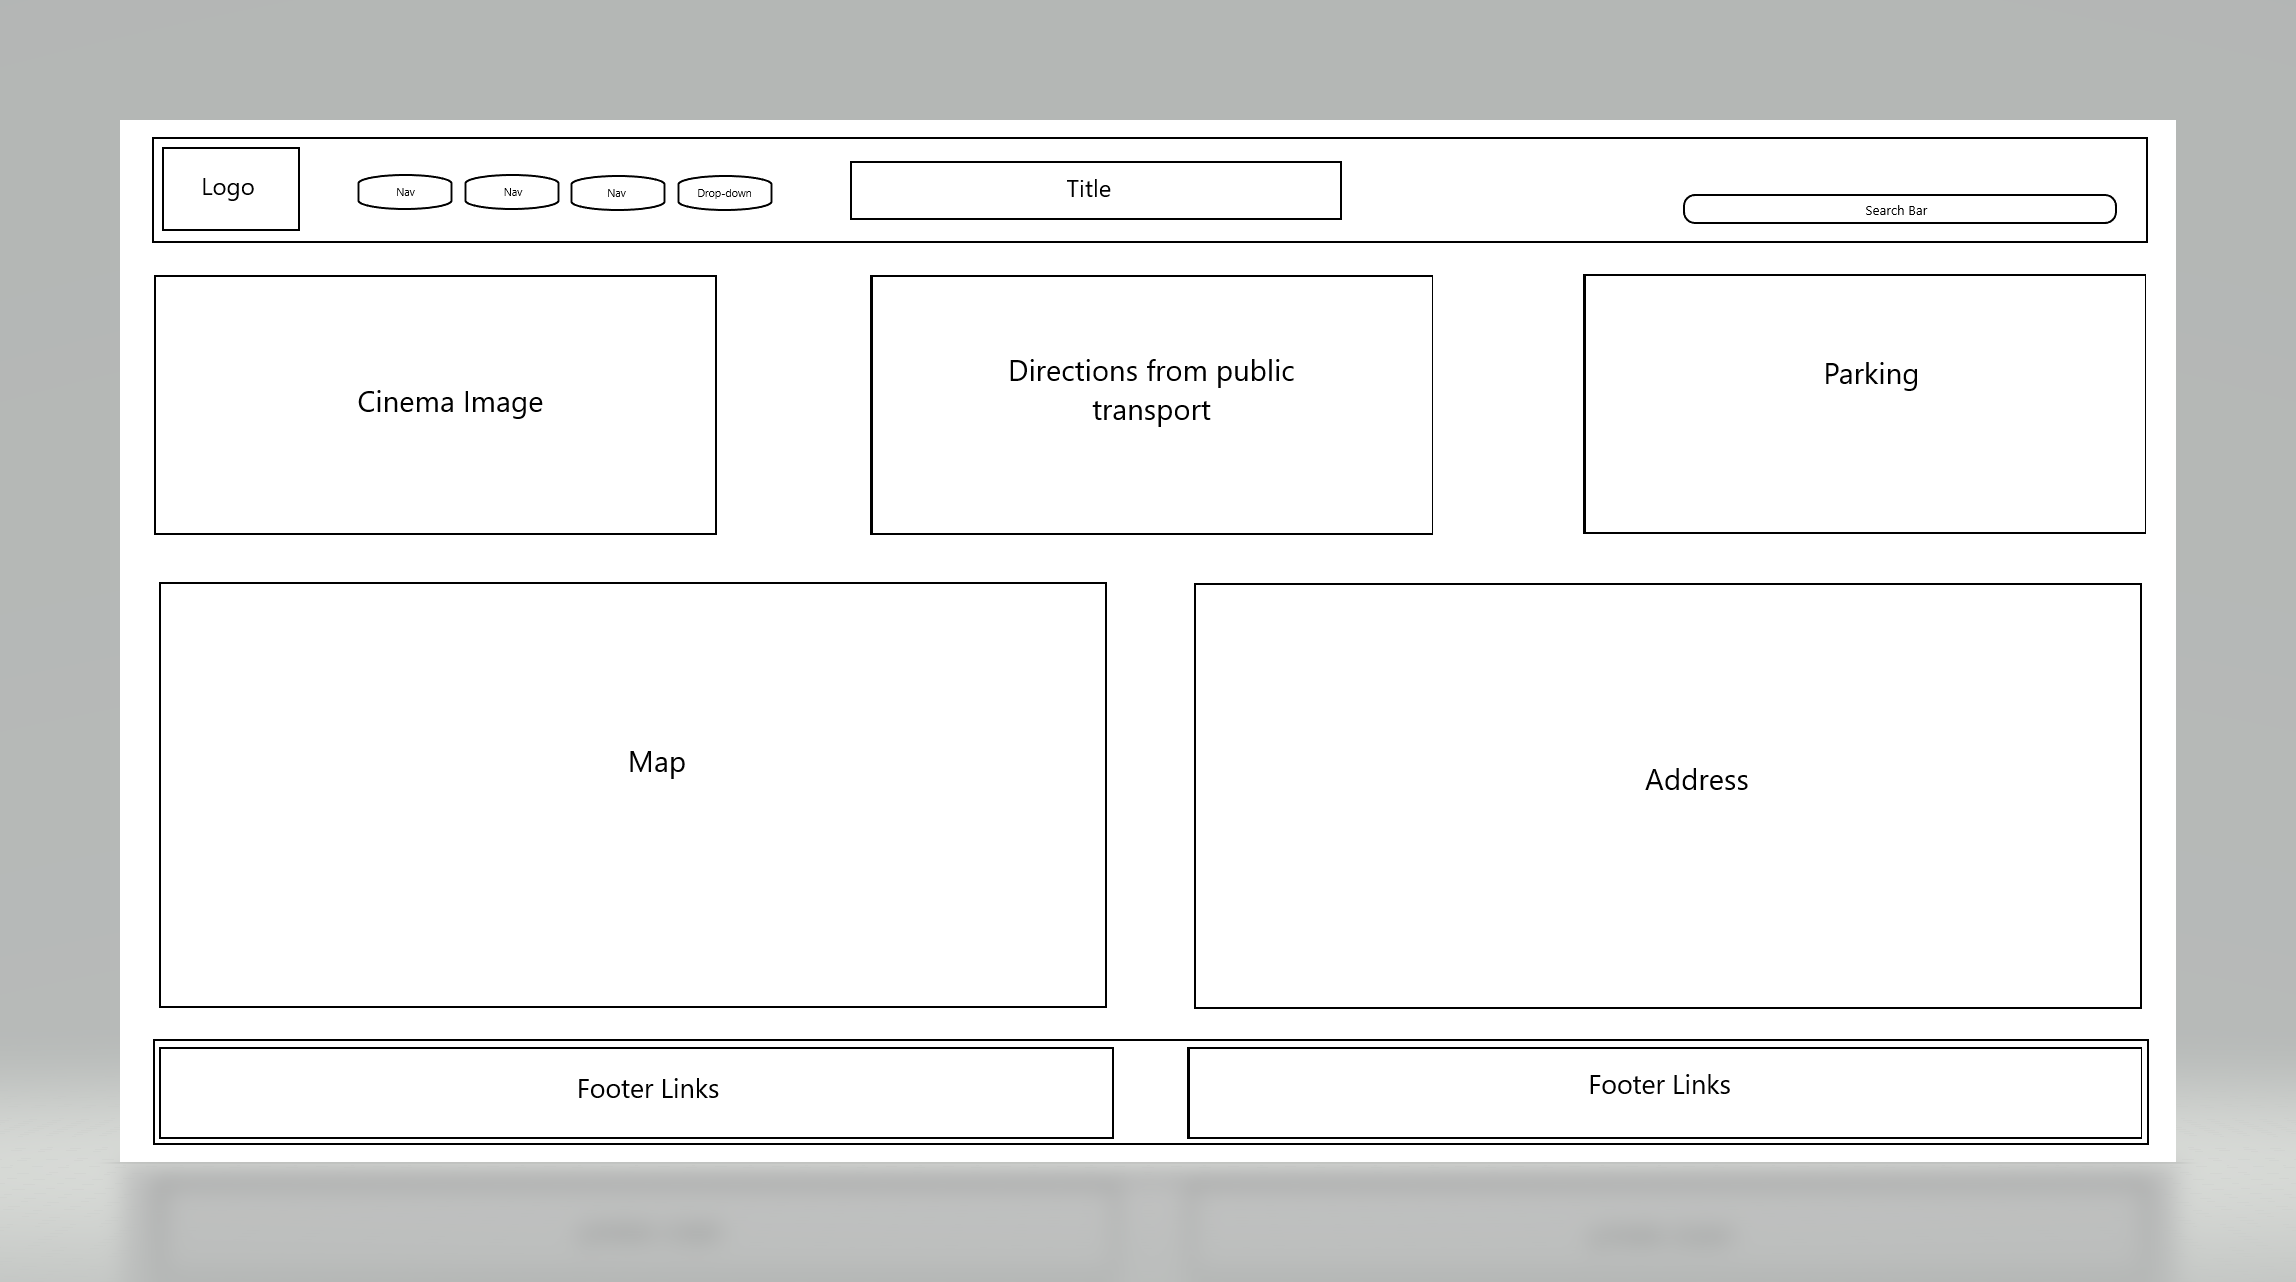 Logo
Nav
Nav
Nav
Drop-down
Title
Search Bar
Cinema Image
Directions from public
transport
Parking
Map
Address
Footer Links
Footer Links